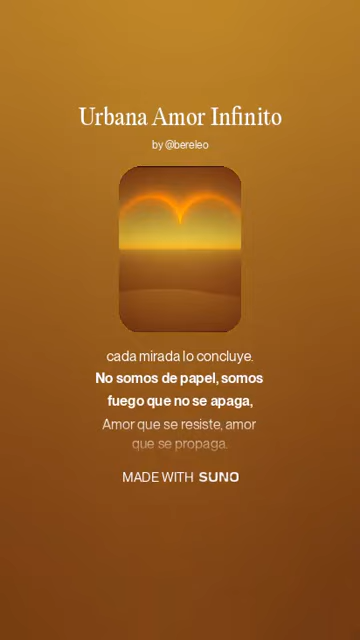 Urbana Amor Infinito
by @bereleo
cada mirada lo concluye.
No somos de papel, somos
fuego que no se apaga,
Amor que se resiste, amor
que se propaga.
MADE WITH SUNO